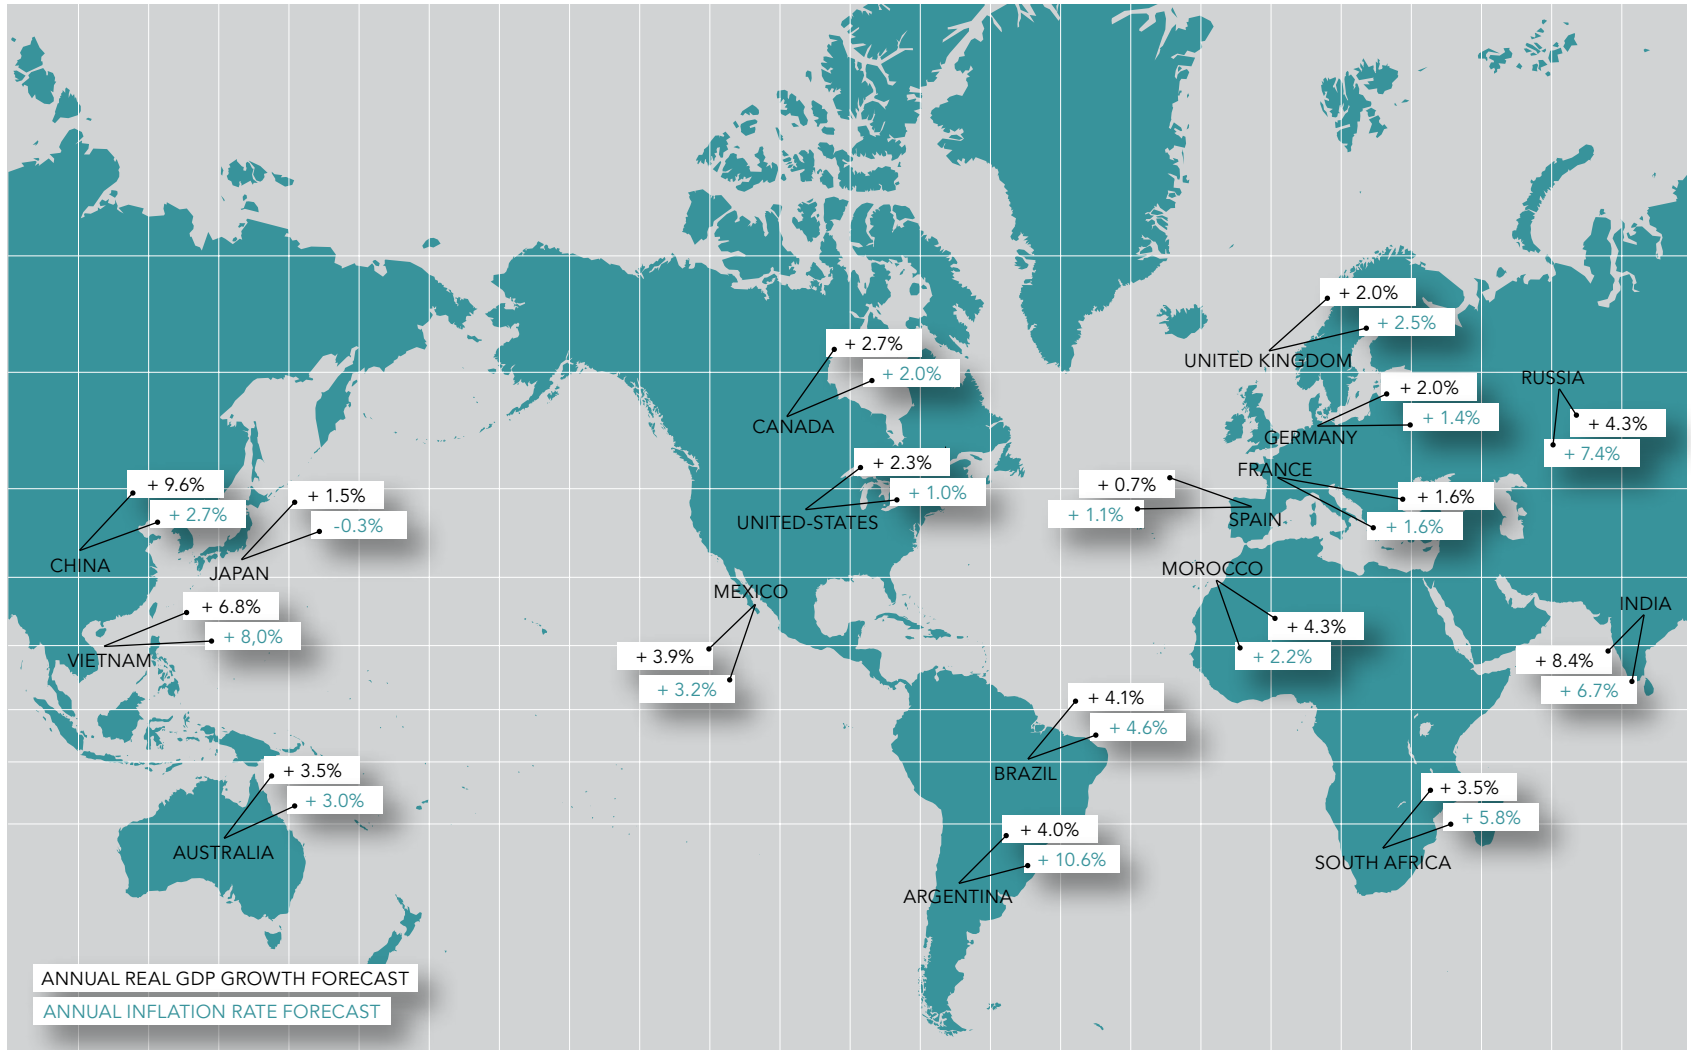 + 2.0%
+ 2.5%
UNITED KINGDOM
+ 2.7%
+ 2.0%
CANADA
RUSSIA
+ 4.3%
+ 7.4%
+ 2.0%
+ 1.4%
GERMANY
FRANCE
+ 1.6%
+ 1.6%
+ 2.3%
+ 1.0%
UNITED-STATES
+ 0.7%
+ 1.1%
SPAIN
+ 9.6%
+ 2.7%
CHINA
+ 1.5%
-0.3%
JAPAN
MOROCCO
+ 4.3%
+ 2.2%
MEXICO
+ 3.9%
+ 3.2%
INDIA
+ 8.4%
+ 6.7%
+ 6.8%
+ 8,0%
VIETNAM
+ 4.1%
+ 4.6%
BRAZIL
+ 3.5%
+ 3.0%
AUSTRALIA
+ 3.5%
+ 5.8%
SOUTH AFRICA
+ 4.0%
+ 10.6%
ARGENTINA
ANNUAL REAL GDP GROWTH FORECAST
ANNUAL INFLATION RATE FORECAST